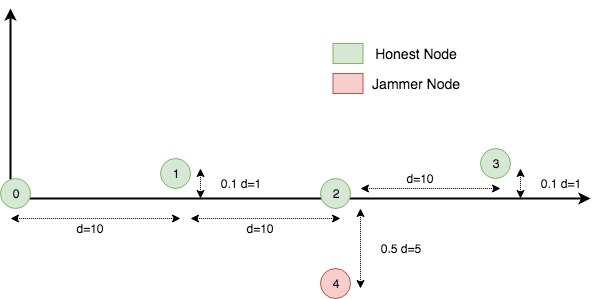 Honest Node
Jammer Node
3
1
d=10
0.1 d=1
0.1 d=1
0
2
d=10
d=10
0.5 d=5
4